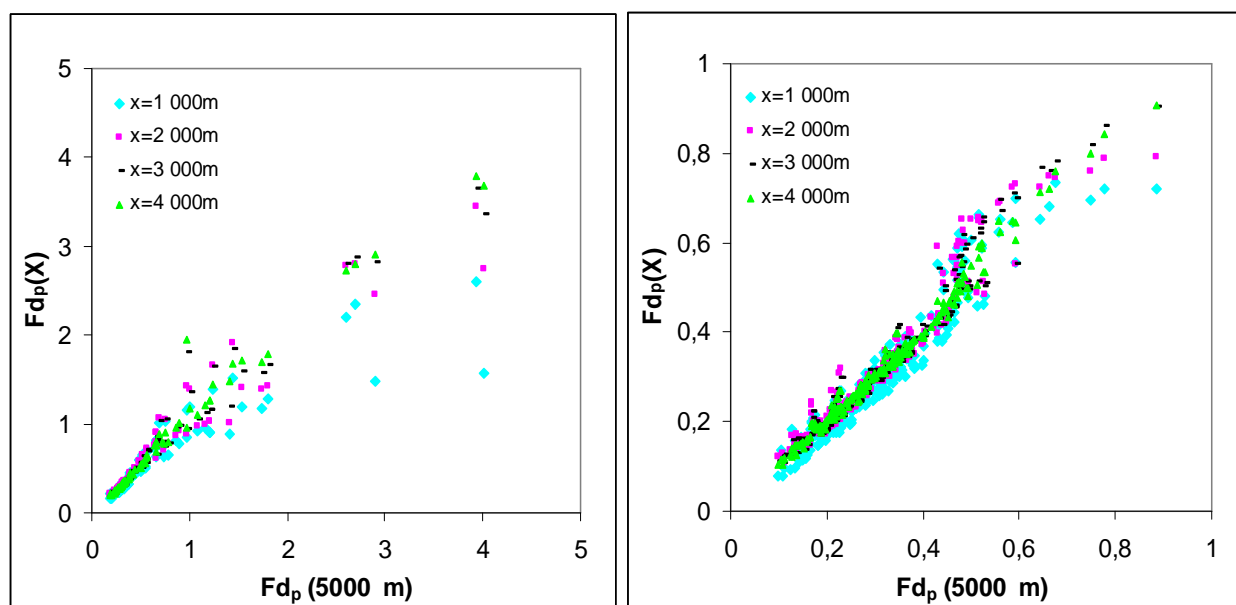 5
4
3
2
1
0
Fdp(X)
x=1 000m
x=2 000m
x=3 000m
x=4 000m
0 1 2 3 4 5
Fdp (5000 m)
1
0,8
0,6
0,4
0,2
0
Fdp(X)
x=1 000m
x=2 000m
x=3 000m
x=4 000m
0 0,2 0,4 0,6 0,8 1
Fdp (5000 m)